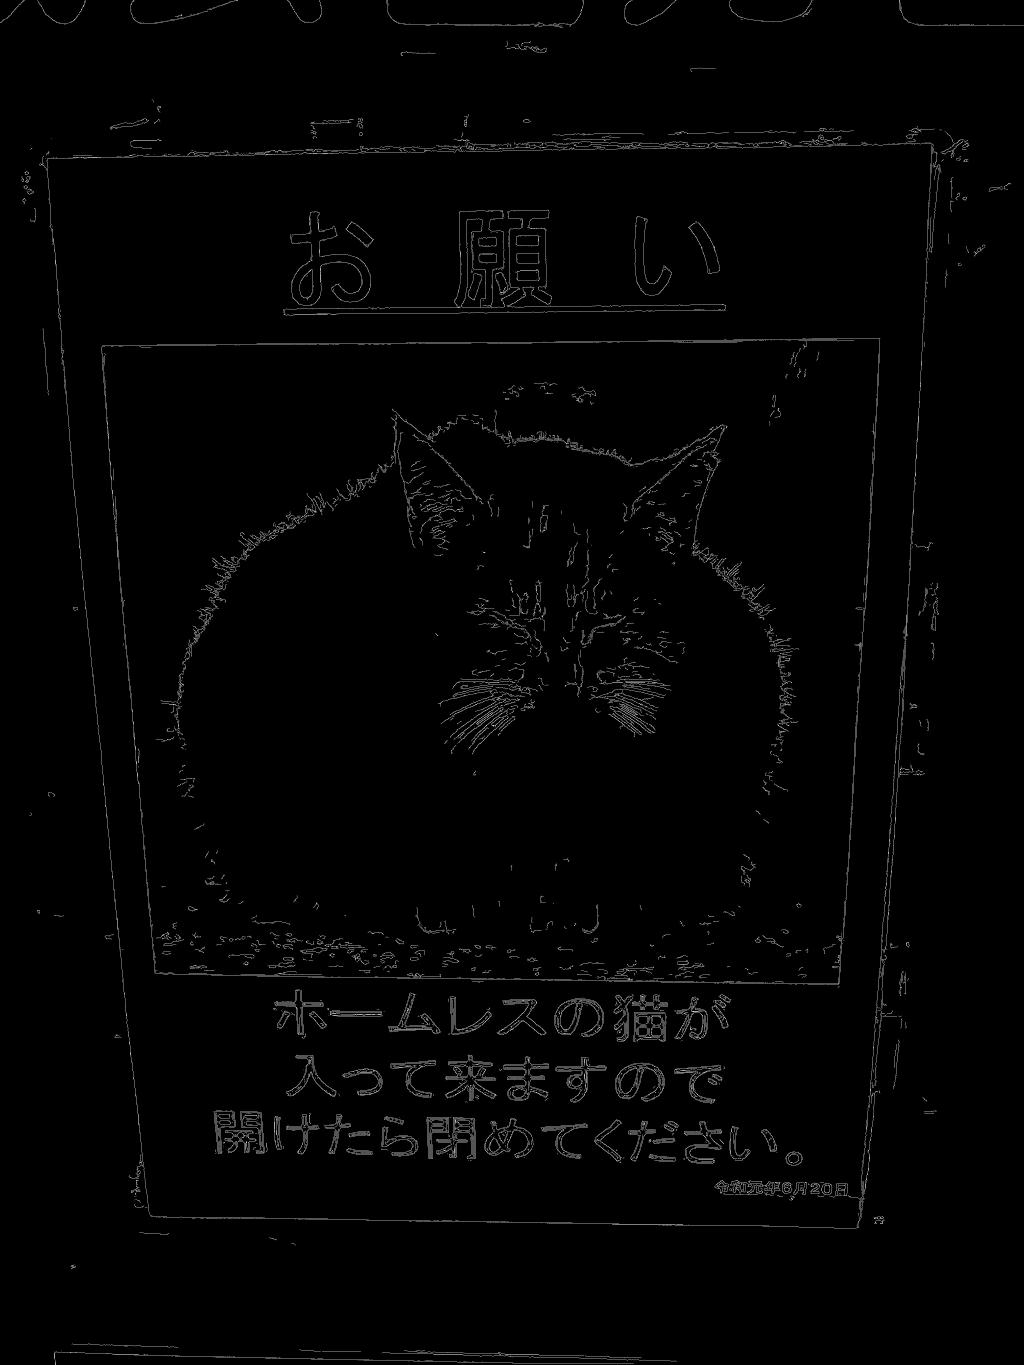 お願い
ホームレスの猫が
入って来ますので
開けたら閉めてください。
令和元年6月20日